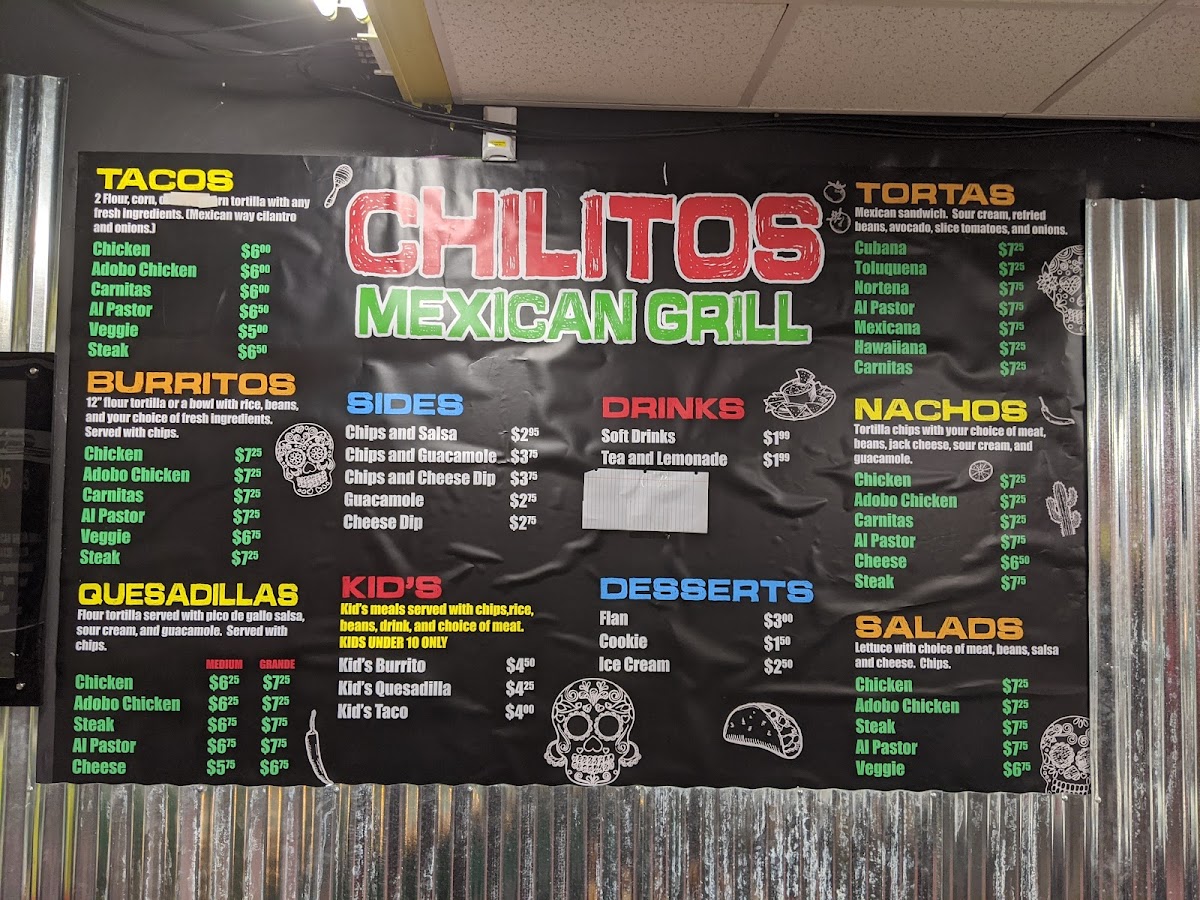 CHILITOS
MEXICAN GRILL
TACOS
2 Flour, corn, tortilla with any
fresh ingredients. (Mexican way cilantro
and onions.)
Chicken $6.00
Adobo Chicken $6.00
Carnitas $6.00
Al Pastor $6.50
Veggie $5.00
Steak $6.50
BURRITOS
12" flour tortilla or a bowl with rice, beans,
and your choice of fresh ingredients.
Served with chips.
Chicken $7.25
Adobo Chicken $7.25
Carnitas $7.25
Al Pastor $7.25
Veggie $6.75
Steak $7.25
QUESADILLAS
Flour tortilla served with pico de gallo salsa,
sour cream, and guacamole. Served with
chips.
MEDIUM GRANDE
Chicken $6.25 $7.25
Adobo Chicken $6.25 $7.25
Steak $6.75 $7.75
Al Pastor $6.75 $7.75
Cheese $5.75 $6.75
SIDES
Chips and Salsa $2.95
Chips and Guacamole $3.75
Chips and Cheese Dip $3.75
Guacamole $2.75
Cheese Dip $2.75
KID'S
Kid's meals served with chips,rice,
beans, drink, and choice of meat.
KIDS UNDER 10 ONLY
Kid's Burrito $4.50
Kid's Quesadilla $4.25
Kid's Taco $4.00
DRINKS
Soft Drinks $1.99
Tea and Lemonade $1.99
DESSERTS
Flan $3.00
Cookie $1.50
Ice Cream $2.50
TORTAS
Mexican sandwich. Sour cream, refried
beans, avocado, slice tomatoes, and onions.
Cubana $7.25
Toluquena $7.25
Nortena $7.75
Al Pastor $7.75
Mexicana $7.75
Hawaiiana $7.25
Carnitas $7.25
NACHOS
Tortilla chips with your choice of meat,
beans, jack cheese, sour cream, and
guacamole.
Chicken $7.25
Adobo Chicken $7.25
Carnitas $7.25
Al Pastor $7.75
Cheese $6.50
Steak $7.75
SALADS
Lettuce with choice of meat, beans, salsa
and cheese. Chips.
Chicken $7.25
Adobo Chicken $7.25
Steak $7.75
Al Pastor $7.75
Veggie $6.75